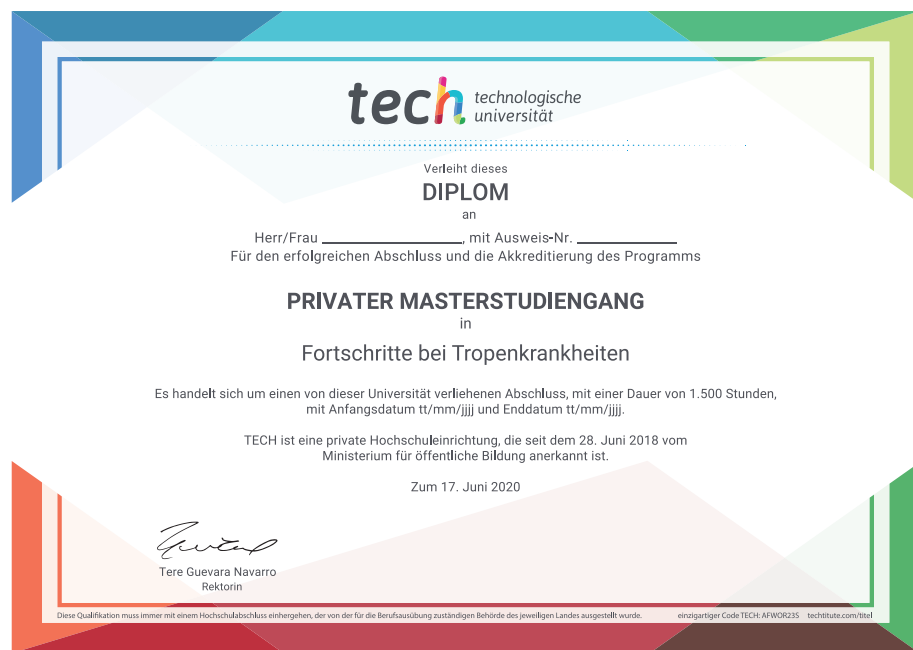 tech technologische
universität
Verleiht dieses
DIPLOM
an
Herr/Frau ____________________, mit Ausweis-Nr. ______________
Für den erfolgreichen Abschluss und die Akkreditierung des Programms
PRIVATER MASTERSTUDIENGANG
in
Fortschritte bei Tropenkrankheiten
Es handelt sich um einen von dieser Universität verliehenen Abschluss, mit einer Dauer von 1.500 Stunden,
mit Anfangsdatum tt/mm/jjjj und Enddatum tt/mm/jjjj.
TECH ist eine private Hochschuleinrichtung, die seit dem 28. Juni 2018 vom
Ministerium für öffentliche Bildung anerkannt ist.
Zum 17. Juni 2020
Tere Guevara Navarro
Rektorin
Diese Qualifikation muss immer mit einem Hochschulabschluss einhergehen, der von der für die Berufsausübung zuständigen Behörde des jeweiligen Landes ausgestellt wurde. einzigartiger Code TECH: AFWOR23S techtitute.com/titel